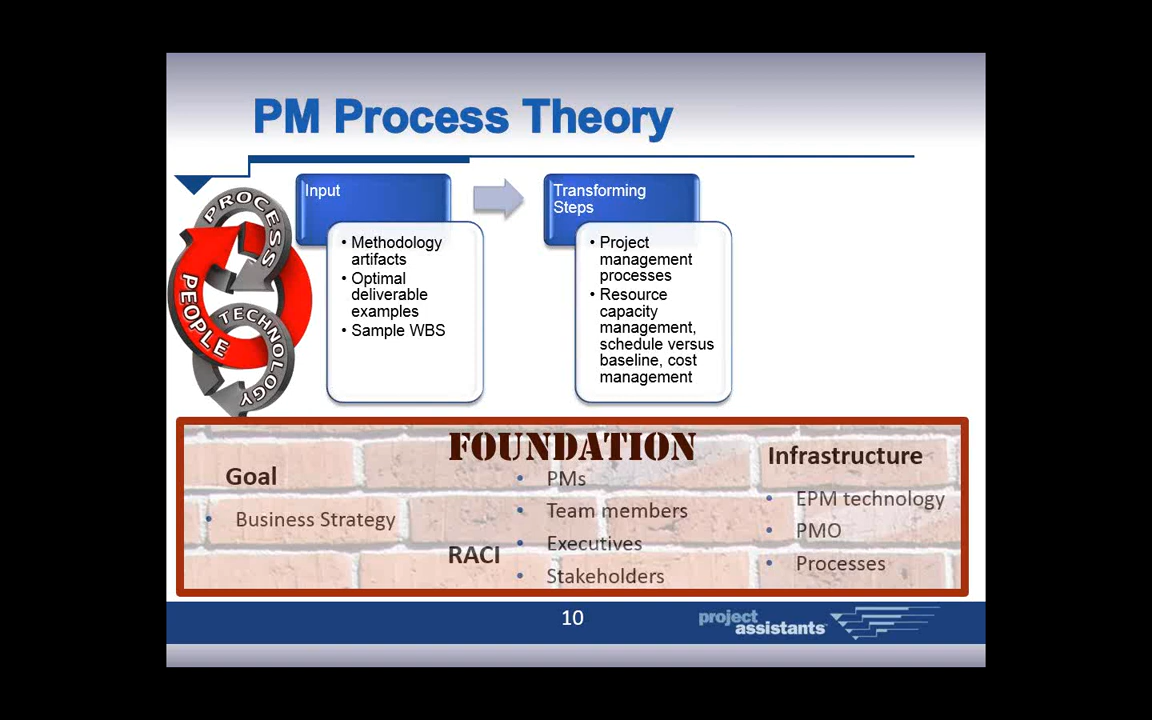 PM Process Theory
PROCESS
PEOPLE
TECHNOLOGY
Input
• Methodology
artifacts
• Optimal
deliverable
examples
• Sample WBS
Transforming
Steps
• Project
management
processes
• Resource
capacity
management,
schedule versus
baseline, cost
management
FOUNDATION
Goal
• Business Strategy
RACI
• PMs
• Team members
• Executives
• Stakeholders
Infrastructure
• EPM technology
• PMO
• Processes
10
project
assistants